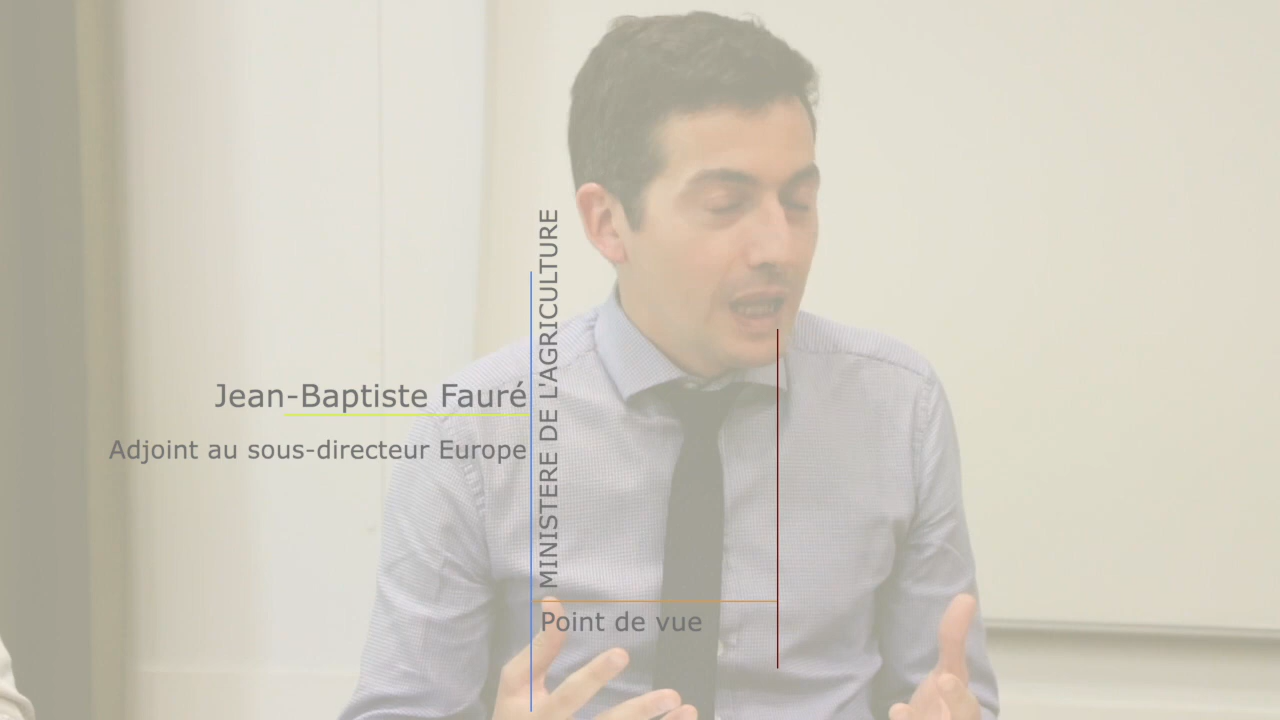 Jean-Baptiste Fauré
Adjoint au sous-directeur Europe
MINISTERE DE L'AGRICULTURE
Point de vue